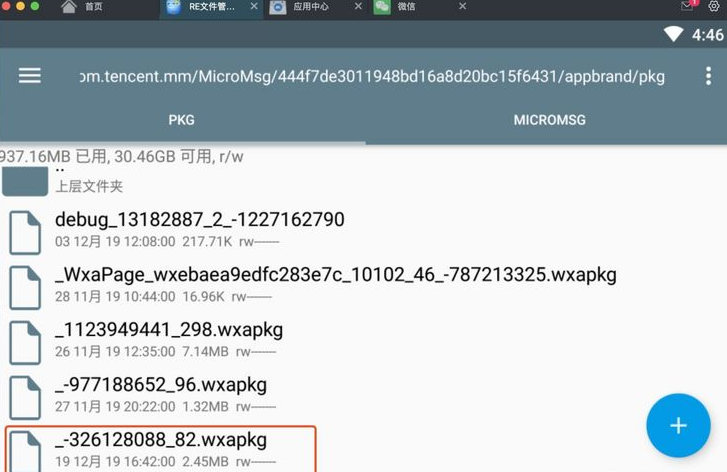 首页 RE文件管... 应用中心 微信
4:46
om.tencent.mm/MicroMsg/444f7de3011948bd16a8d20bc15f6431/appbrand/pkg
PKG MICROMSG
937.16MB 已用, 30.46GB 可用, r/w
..
上层文件夹
debug_13182887_2_-1227162790
03 12月 19 12:08:00 217.71K rw-------
_WxaPage_wxebaea9edfc283e7c_10102_46_-787213325.wxapkg
28 11月 19 10:44:00 16.96K rw-------
_1123949441_298.wxapkg
26 11月 19 12:35:00 7.14MB rw-------
_-977188652_96.wxapkg
27 11月 19 20:22:00 1.32MB rw-------
_-326128088_82.wxapkg
19 12月 19 16:42:00 2.45MB rw-------